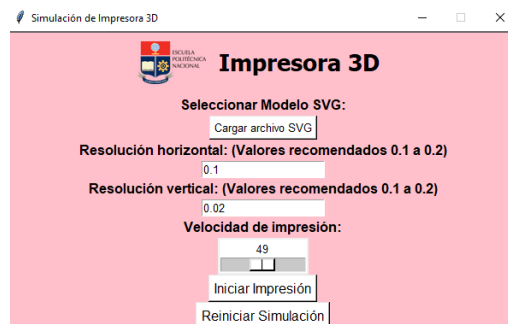 Simulación de Impresora 3D
ESCUELA
POLITÉCNICA
NACIONAL
Impresora 3D
Seleccionar Modelo SVG:
Cargar archivo SVG
Resolución horizontal: (Valores recomendados 0.1 a 0.2)
0.1
Resolución vertical: (Valores recomendados 0.1 a 0.2)
0.02
Velocidad de impresión:
49
Iniciar Impresión
Reiniciar Simulación